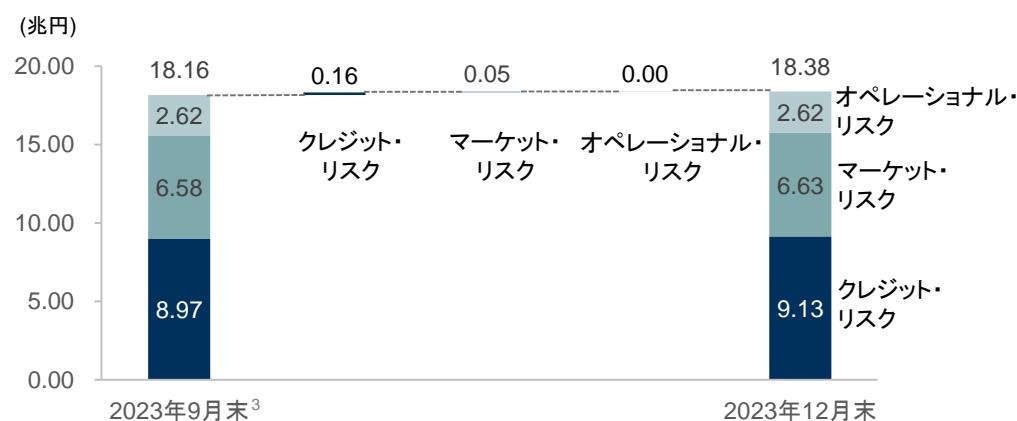 (兆円)
20.00
15.00
10.00
5.00
0.00
18.16
2.62
6.58
8.97
0.16
クレジット・
リスク
0.05
マーケット・
リスク
0.00
オペレーショナル・
リスク
18.38
2.62
6.63
9.13
オペレーショナル・
リスク
マーケット・
リスク
クレジット・
リスク
2023年9月末3
2023年12月末